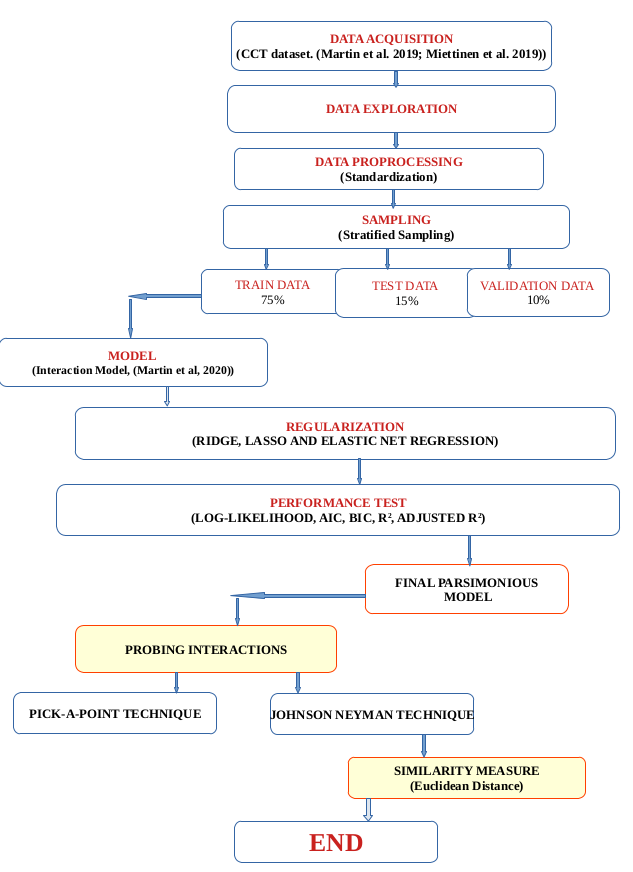 DATA ACQUISITION
(CCT dataset. (Martin et al. 2019; Miettinen et al. 2019))
DATA EXPLORATION
DATA PROPROCESSING
(Standardization)
SAMPLING
(Stratified Sampling)
TRAIN DATA
75%
TEST DATA
15%
VALIDATION DATA
10%
MODEL
(Interaction Model, (Martin et al, 2020))
REGULARIZATION
(RIDGE, LASSO AND ELASTIC NET REGRESSION)
PERFORMANCE TEST
(LOG-LIKELIHOOD, AIC, BIC, R², ADJUSTED R²)
FINAL PARSIMONIOUS
MODEL
PROBING INTERACTIONS
PICK-A-POINT TECHNIQUE
JOHNSON NEYMAN TECHNIQUE
SIMILARITY MEASURE
(Euclidean Distance)
END